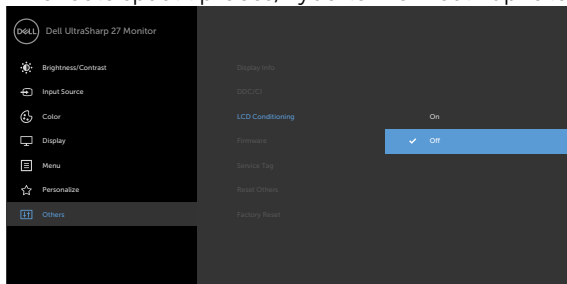 Dell UltraSharp 27 Monitor
Brightness/Contrast
Display Info
Input Source
DDC/CI
Color
LCD Conditioning
On
Display
Firmware
Off
Menu
Service Tag
Personalize
Reset Others
Others
Factory Reset